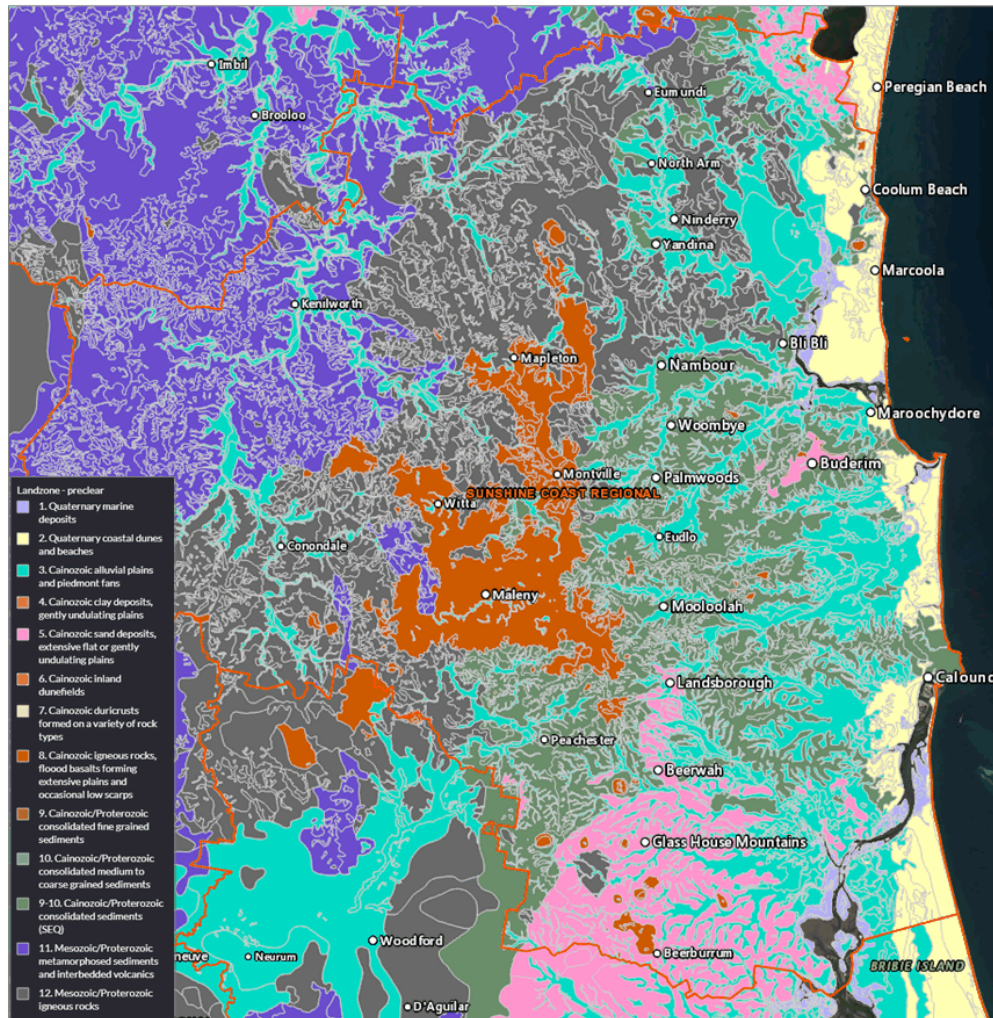 Imbil
Brooloo
Eumundi
Peregian Beach
North Arm
Coolum Beach
Ninderry
Yandina
Marcoola
Kenilworth
Mapleton
Bli Bli
Nambour
Maroochydore
Woombye
Buderim
Montville
Palmwoods
SUNSHINE COAST REGIONAL
Witta
Eudlo
Conondale
Maleny
Mooloolah
Landsborough
Calound
Peachester
Beerwah
Glass House Mountains
Woodford
Beerburrum
neuve
Neurum
BRIBIE ISLAND
D'Aguilar
Landzone - preclear
1. Quaternary marine
deposits
2. Quaternary coastal dunes
and beaches
3. Cainozoic alluvial plains
and piedmont fans
4. Cainozoic clay deposits,
gently undulating plains
5. Cainozoic sand deposits,
extensive flat or gently
undulating plains
6. Cainozoic inland
dunefields
7. Cainozoic duricrusts
formed on a variety of rock
types
8. Cainozoic igneous rocks,
floood basalts forming
extensive plains and
occasional low scarps
9. Cainozoic/Proterozoic
consolidated fine grained
sediments
10. Cainozoic/Proterozoic
consolidated medium to
coarse grained sediments
9-10. Cainozoic/Proterozoic
consolidated sediments
(SEQ)
11. Mesozoic/Proterozoic
metamorphosed sediments
and interbedded volcanics
12. Mesozoic/Proterozoic
igneous rocks